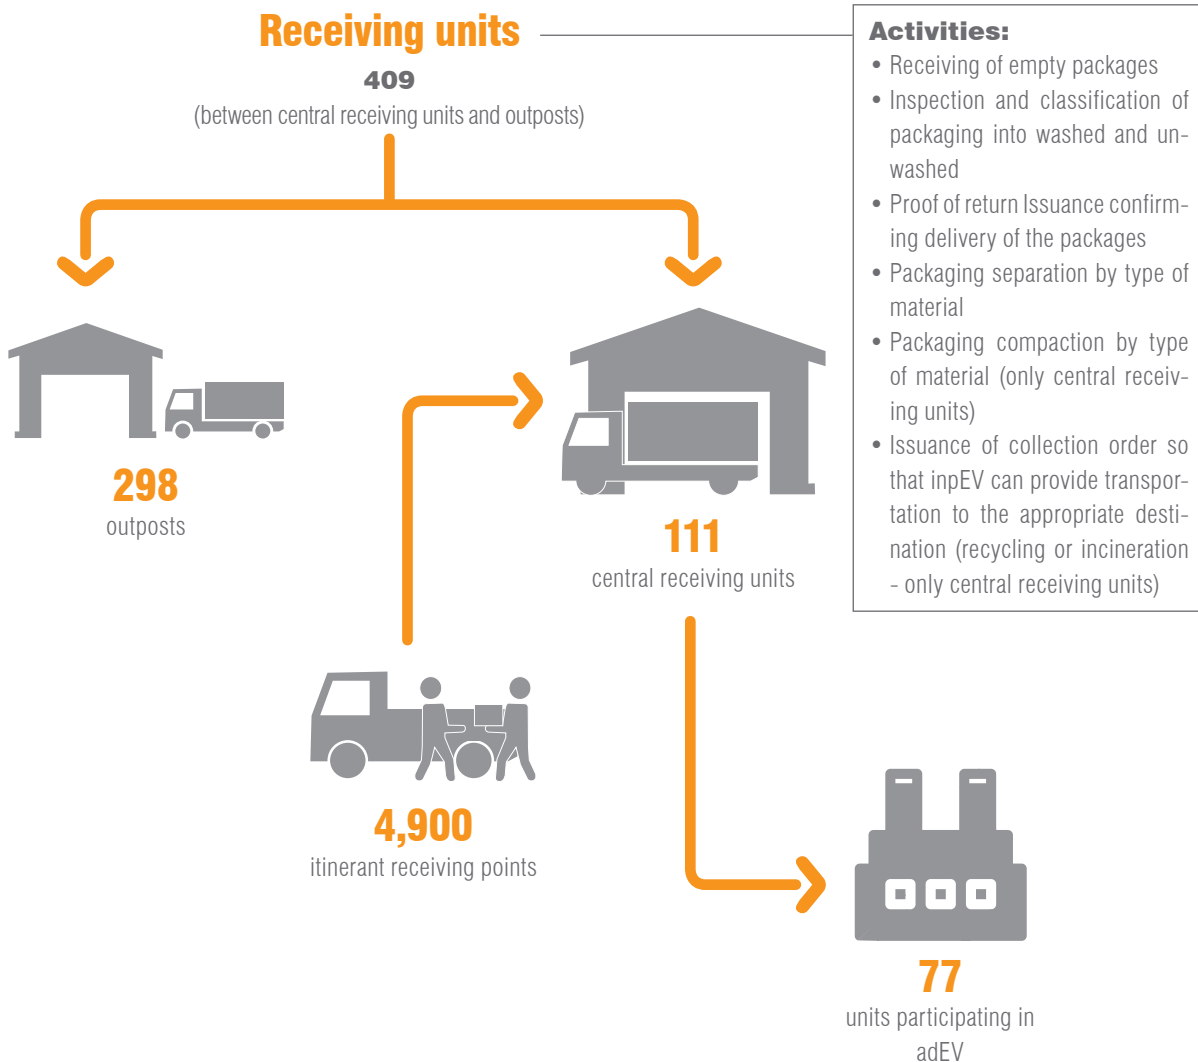 Receiving units
409
(between central receiving units and outposts)
Activities:
• Receiving of empty packages
• Inspection and classification of
packaging into washed and un-
washed
• Proof of return Issuance confirm-
ing delivery of the packages
• Packaging separation by type of
material
• Packaging compaction by type
of material (only central receiv-
ing units)
• Issuance of collection order so
that inpEV can provide transpor-
tation to the appropriate desti-
nation (recycling or incineration
- only central receiving units)
298
outposts
111
central receiving units
4,900
itinerant receiving points
77
units participating in
adEV